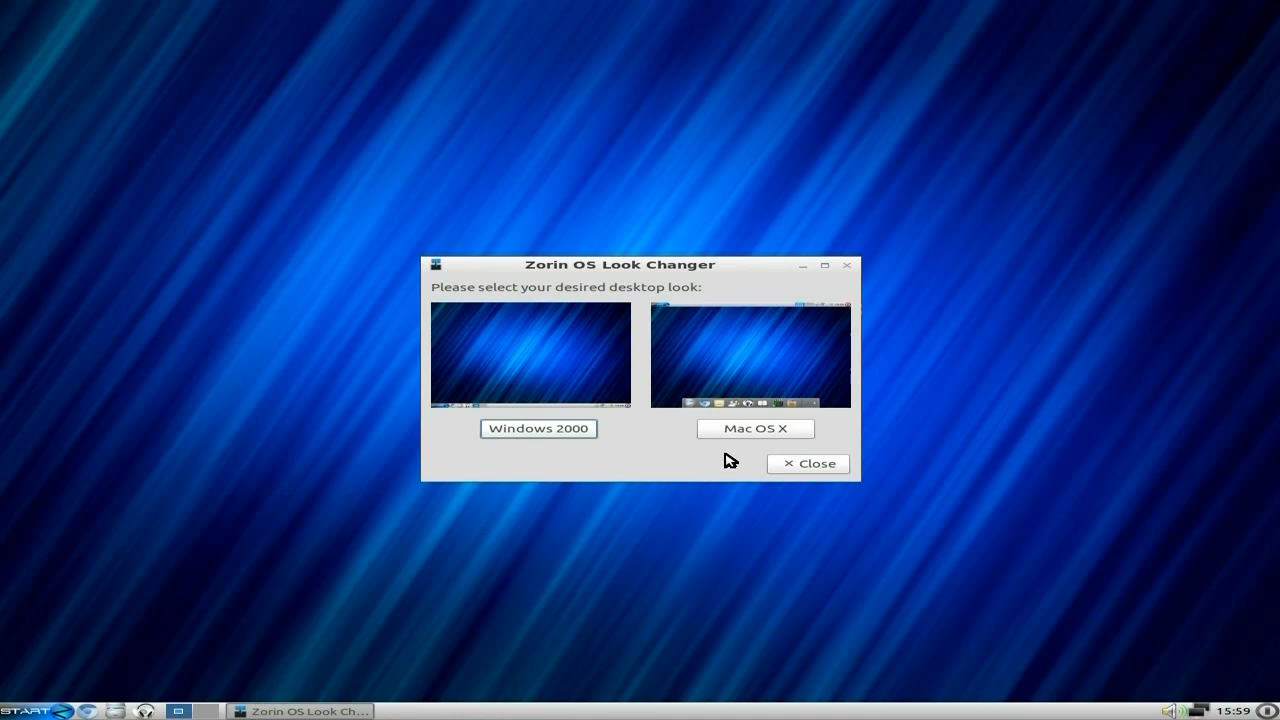 Zorin OS Look Changer
Please select your desired desktop look:
Windows 2000
Mac OS X
Close
START
Zorin OS Look Ch...
15:59